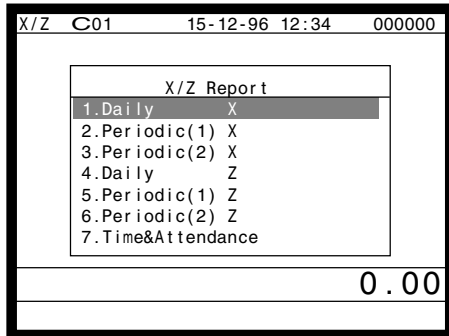 X/Z C01 15-12-96 12:34 000000
X/Z Report
1.Daily X
2.Periodic(1) X
3.Periodic(2) X
4.Daily Z
5.Periodic(1) Z
6.Periodic(2) Z
7.Time&Attendance
0.00